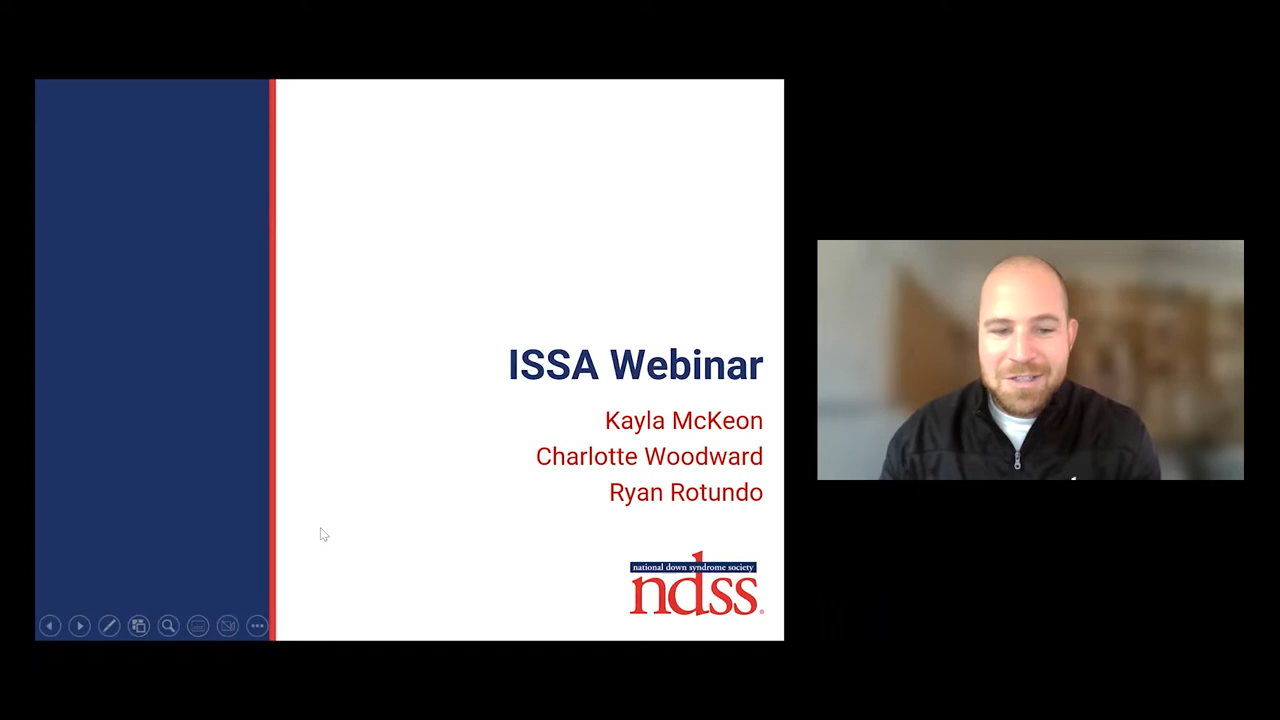 ISSA Webinar
Kayla McKeon
Charlotte Woodward
Ryan Rotundo
national down syndrome society
ndss®